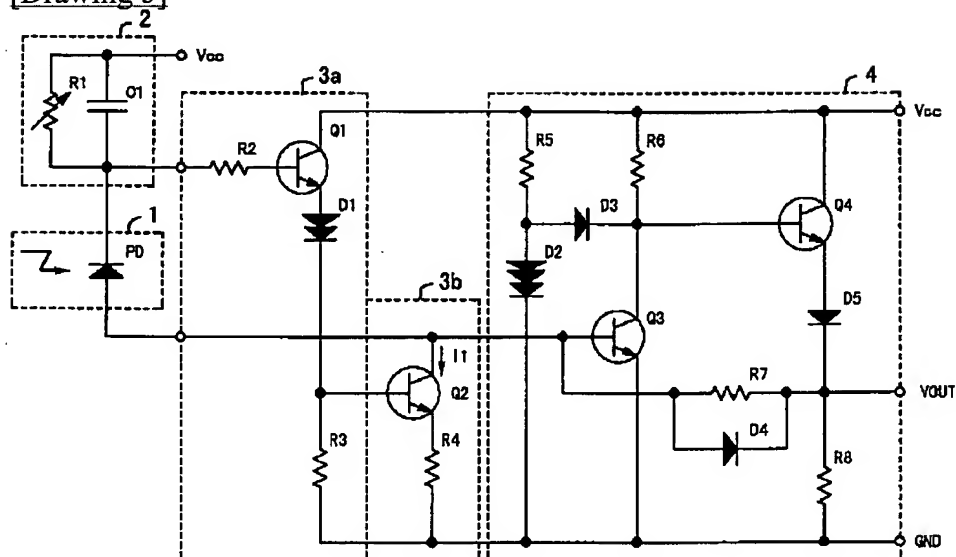 [Drawing 3]
2
Vcc
R1
C1
3a
4
Vcc
R2
Q1
R5
R6
D1
D3
Q4
1
PD
D2
3b
D5
Q3
I1
Q2
R7
VOUT
D4
R3
R4
R8
GND